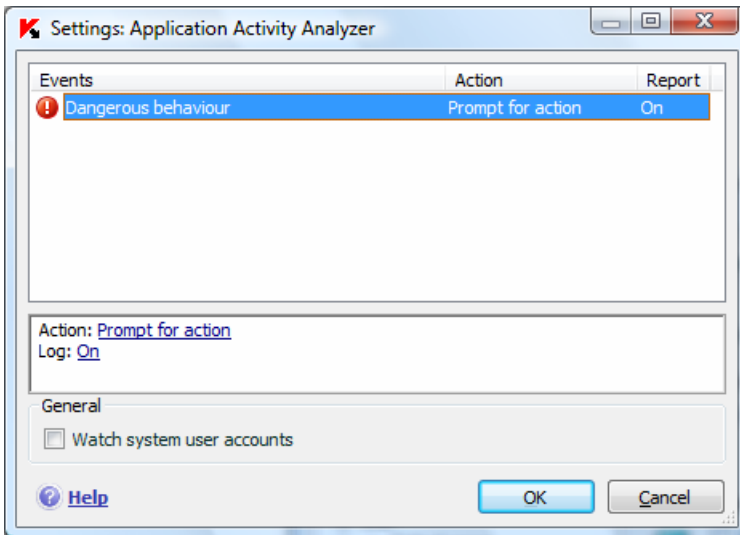 Settings: Application Activity Analyzer
Events Action Report
Dangerous behaviour Prompt for action On
Action: Prompt for action
Log: On
General
Watch system user accounts
Help OK Cancel